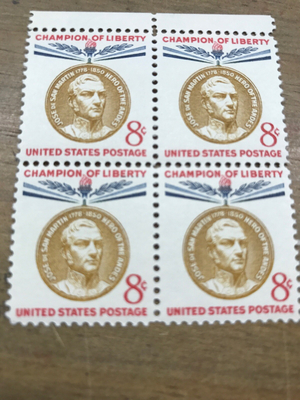 CHAMPION OF LIBERTY
CHAMPION OF LIBERTY
JOSE DE SAN MARTIN 1778-1850 HERO OF THE ANDES
JOSE DE SAN MARTIN 1778-1850 HERO OF THE ANDES
8¢
8¢
UNITED STATES POSTAGE
UNITED STATES POSTAGE
CHAMPION OF LIBERTY
CHAMPION OF LIBERTY
JOSE DE SAN MARTIN 1778-1850 HERO OF THE ANDES
JOSE DE SAN MARTIN 1778-1850 HERO OF THE ANDES
8¢
8¢
UNITED STATES POSTAGE
UNITED STATES POSTAGE